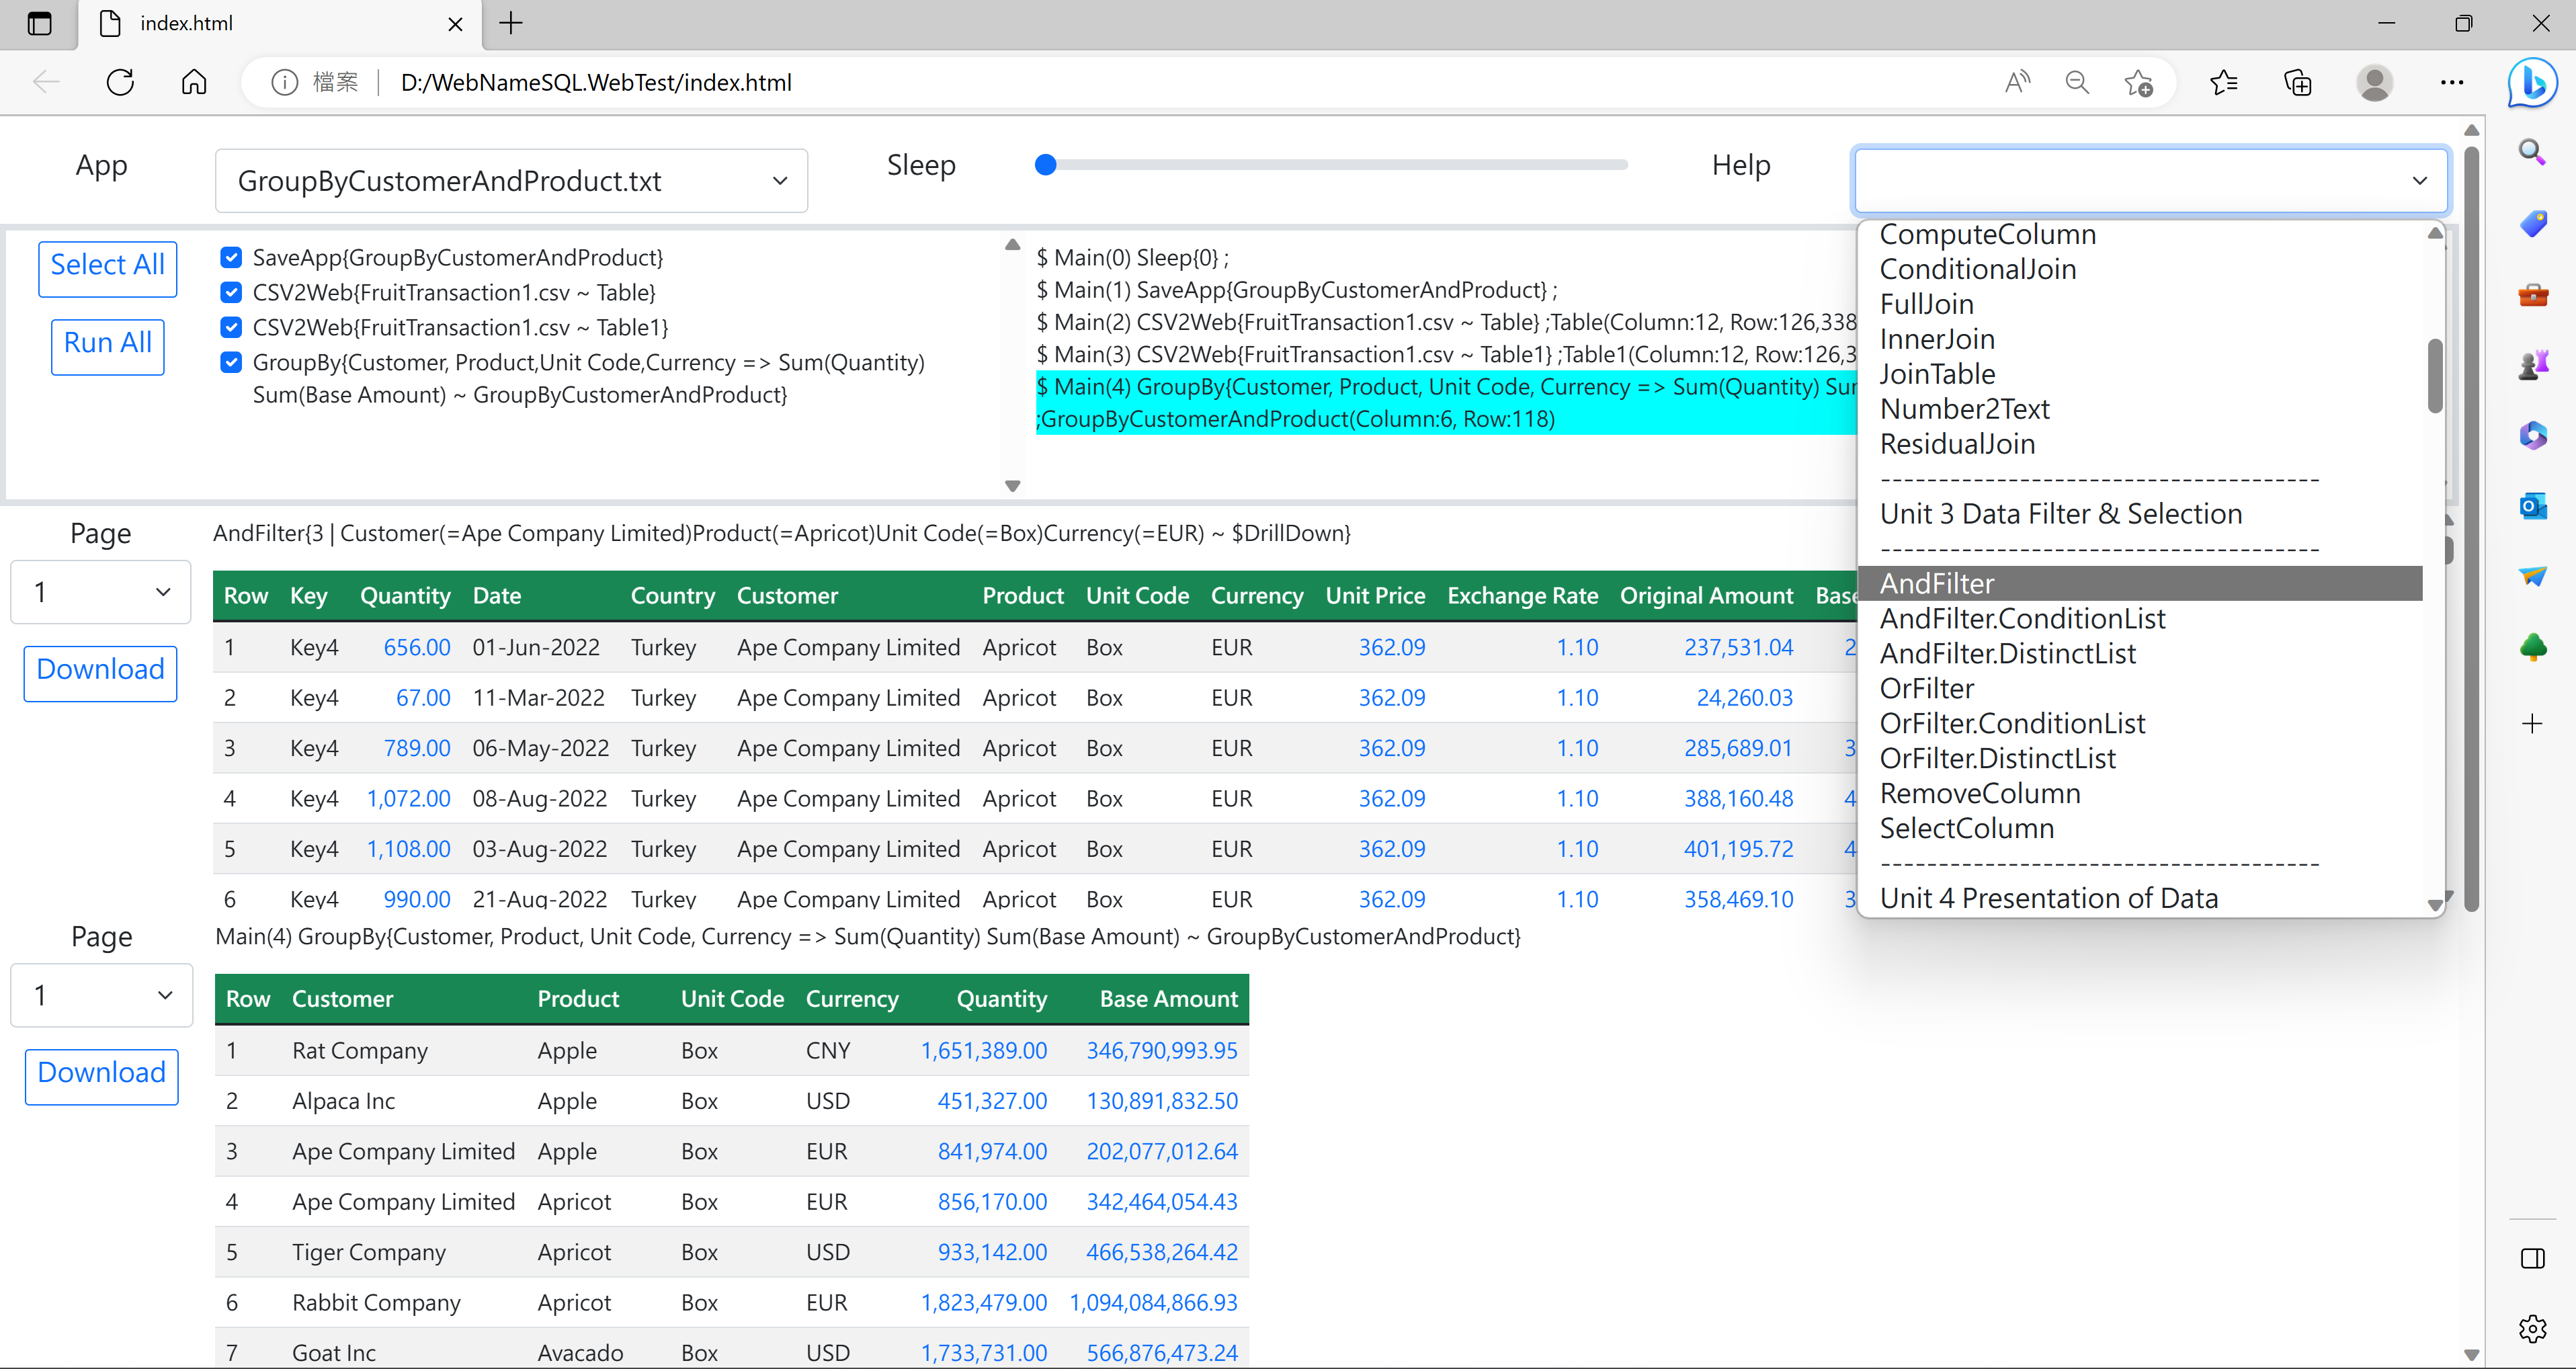 index.html
檔案 D:/WebNameSQL.WebTest/index.html
App GroupByCustomerAndProduct.txt Sleep Help
Select All
Run All
SaveApp{GroupByCustomerAndProduct}
CSV2Web{FruitTransaction1.csv ~ Table}
CSV2Web{FruitTransaction1.csv ~ Table1}
GroupBy{Customer, Product,Unit Code,Currency => Sum(Quantity)
Sum(Base Amount) ~ GroupByCustomerAndProduct}
$ Main(0) Sleep{0} ;
$ Main(1) SaveApp{GroupByCustomerAndProduct} ;
$ Main(2) CSV2Web{FruitTransaction1.csv ~ Table} ;Table(Column:12, Row:126,338
$ Main(3) CSV2Web{FruitTransaction1.csv ~ Table1} ;Table1(Column:12, Row:126,3
$ Main(4) GroupBy{Customer, Product, Unit Code, Currency => Sum(Quantity) Sur
;GroupByCustomerAndProduct(Column:6, Row:118)
ComputeColumn
ConditionalJoin
FullJoin
InnerJoin
JoinTable
Number2Text
ResidualJoin
--------------------------------------
Unit 3 Data Filter & Selection
--------------------------------------
AndFilter
AndFilter.ConditionList
AndFilter.DistinctList
OrFilter
OrFilter.ConditionList
OrFilter.DistinctList
RemoveColumn
SelectColumn
--------------------------------------
Unit 4 Presentation of Data
Page
1
Download
AndFilter{3 | Customer(=Ape Company Limited)Product(=Apricot)Unit Code(=Box)Currency(=EUR) ~ $DrillDown}
Row Key Quantity Date Country Customer Product Unit Code Currency Unit Price Exchange Rate Original Amount Base
1 Key4 656.00 01-Jun-2022 Turkey Ape Company Limited Apricot Box EUR 362.09 1.10 237,531.04 2
2 Key4 67.00 11-Mar-2022 Turkey Ape Company Limited Apricot Box EUR 362.09 1.10 24,260.03
3 Key4 789.00 06-May-2022 Turkey Ape Company Limited Apricot Box EUR 362.09 1.10 285,689.01 3
4 Key4 1,072.00 08-Aug-2022 Turkey Ape Company Limited Apricot Box EUR 362.09 1.10 388,160.48 4
5 Key4 1,108.00 03-Aug-2022 Turkey Ape Company Limited Apricot Box EUR 362.09 1.10 401,195.72 4
6 Key4 990.00 21-Aug-2022 Turkey Ape Company Limited Apricot Box EUR 362.09 1.10 358,469.10 3
Page
1
Download
Main(4) GroupBy{Customer, Product, Unit Code, Currency => Sum(Quantity) Sum(Base Amount) ~ GroupByCustomerAndProduct}
Row Customer Product Unit Code Currency Quantity Base Amount
1 Rat Company Apple Box CNY 1,651,389.00 346,790,993.95
2 Alpaca Inc Apple Box USD 451,327.00 130,891,832.50
3 Ape Company Limited Apple Box EUR 841,974.00 202,077,012.64
4 Ape Company Limited Apricot Box EUR 856,170.00 342,464,054.43
5 Tiger Company Apricot Box USD 933,142.00 466,538,264.42
6 Rabbit Company Apricot Box EUR 1,823,479.00 1,094,084,866.93
7 Goat Inc Avacado Box USD 1,733,731.00 566,876,473.24